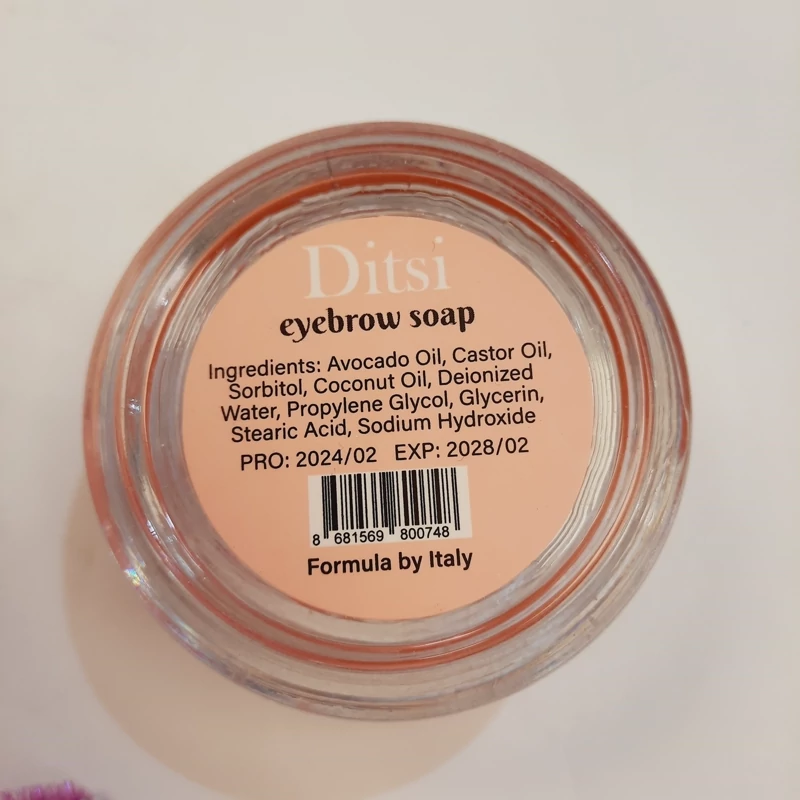 Ditsi
eyebrow soap
Ingredients: Avocado Oil, Castor Oil,
Sorbitol, Coconut Oil, Deionized
Water, Propylene Glycol, Glycerin,
Stearic Acid, Sodium Hydroxide
PRO: 2024/02 EXP: 2028/02
8 681569 800748
Formula by Italy